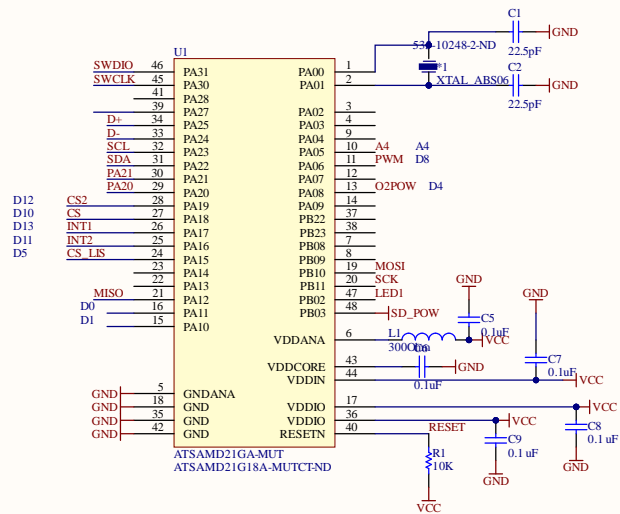 C1
GND
22.5pF
53*-10248-2-ND
*1
XTAL_ABS06
C2
GND
22.5pF
U1
SWDIO 46 PA31 PA00 1
SWCLK 45 PA30 PA01 2
41 PA28
39 PA27 PA02 3
D+ 34 PA25 PA03 4
D- 33 PA24 PA04 9
SCL 32 PA23 PA05 10 A4 A4
SDA 31 PA22 PA06 11 PWM D8
PA21 30 PA21 PA07 12
PA20 29 PA20 PA08 13 O2POW D4
D12 CS2 28 PA19 PA09 14
D10 CS 27 PA18 PB22 37
D13 INT1 26 PA17 PB23 38
D11 INT2 25 PA16 PB08 7
D5 CS_LIS 24 PA15 PB09 8
23 PA14 PB10 19 MOSI
22 PA13 PB11 20 SCK
MISO 21 PA12 PB02 47 LED1
D0 16 PA11 PB03 48 SD_POW
D1 15 PA10
GND
GND
C5
0.1uF
VDDANA 6 L1 VCC
300Ohm
C6
C7
0.1uF
VDDCORE 43 GND
VDDIN 44 0.1uF VCC
GND 5 GNDANA
GND 18 GND VDDIO 17 VCC
GND 35 GND VDDIO 36 VCC
GND 42 GND RESETN 40 RESET
C8
0.1uF
GND
C9
0.1uF
GND
R1
10K
VCC
ATSAMD21GA-MUT
ATSAMD21G18A-MUTCT-ND